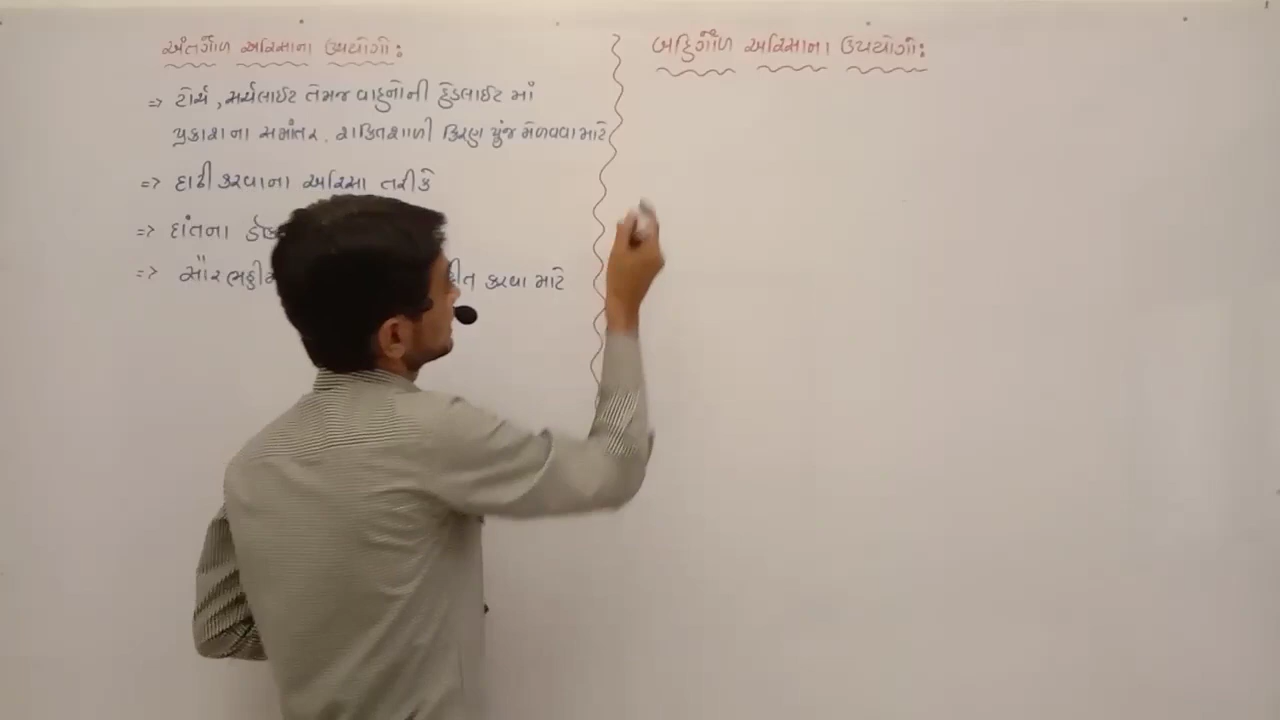 અંતર્ગોળ અરિસાના ઉપયોગો:
=> ટોર્ચ, સર્ચલાઈટ તેમજ વાહનોની હેડલાઈટ માં
પ્રકાશના સમાંતર, શક્તિશાળી કિરણ પુંજ મેળવવા માટે
=> દાઢી કરવાના અરિસા તરીકે
=> દાંતના
=> સૌર કરવા માટે
બહિર્ગોળ અરિસાના ઉપયોગો: